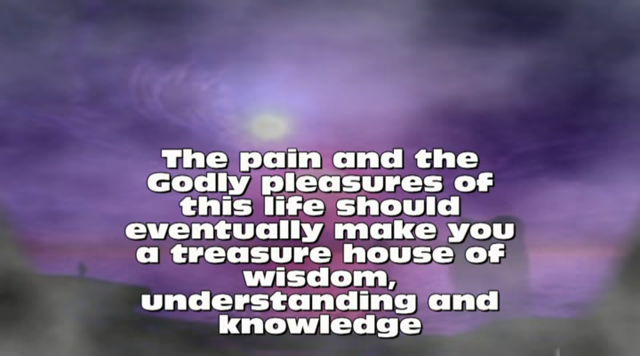 The pain and the
Godly pleasures of
this life should
eventually make you
a treasure house of
wisdom,
understanding and
knowledge